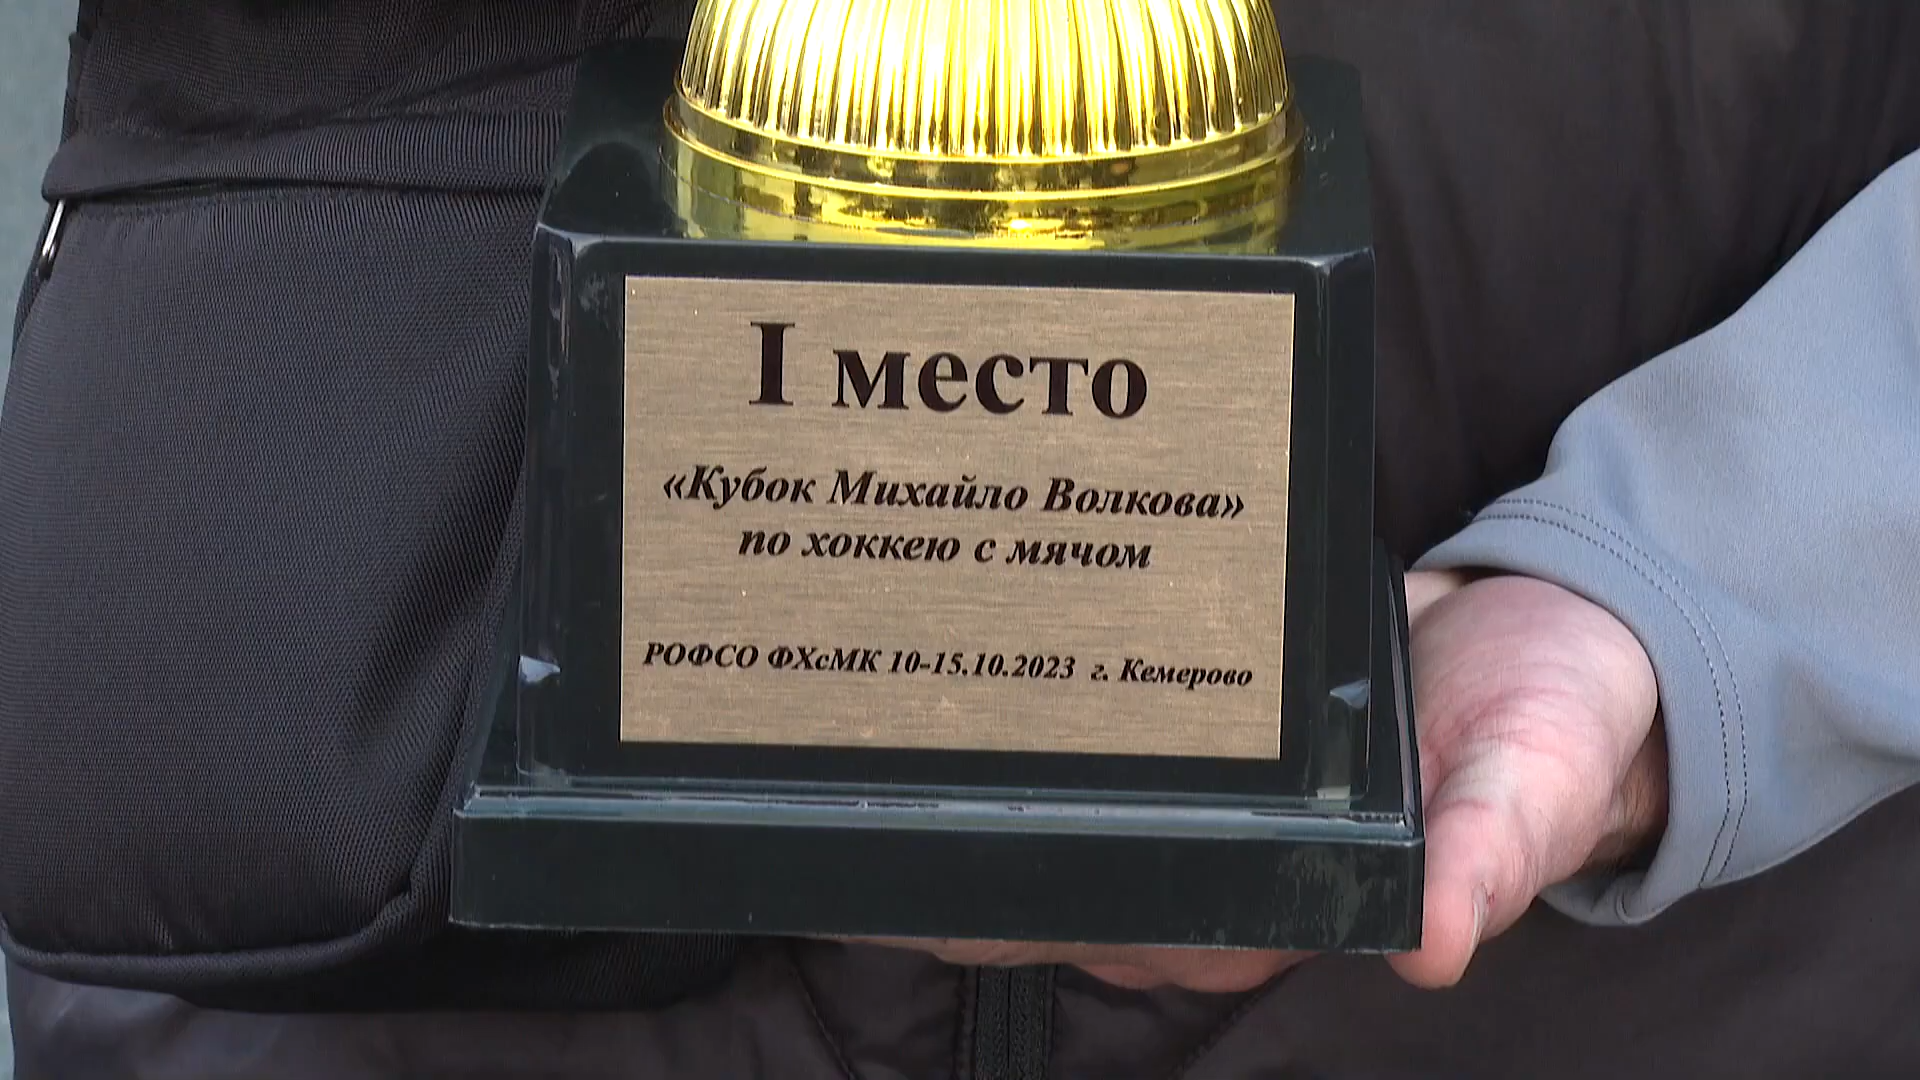 I место
«Кубок Михайло Волкова»
по хоккею с мячом
РОФСО ФХсМК 10-15.10.2023 г. Кемерово